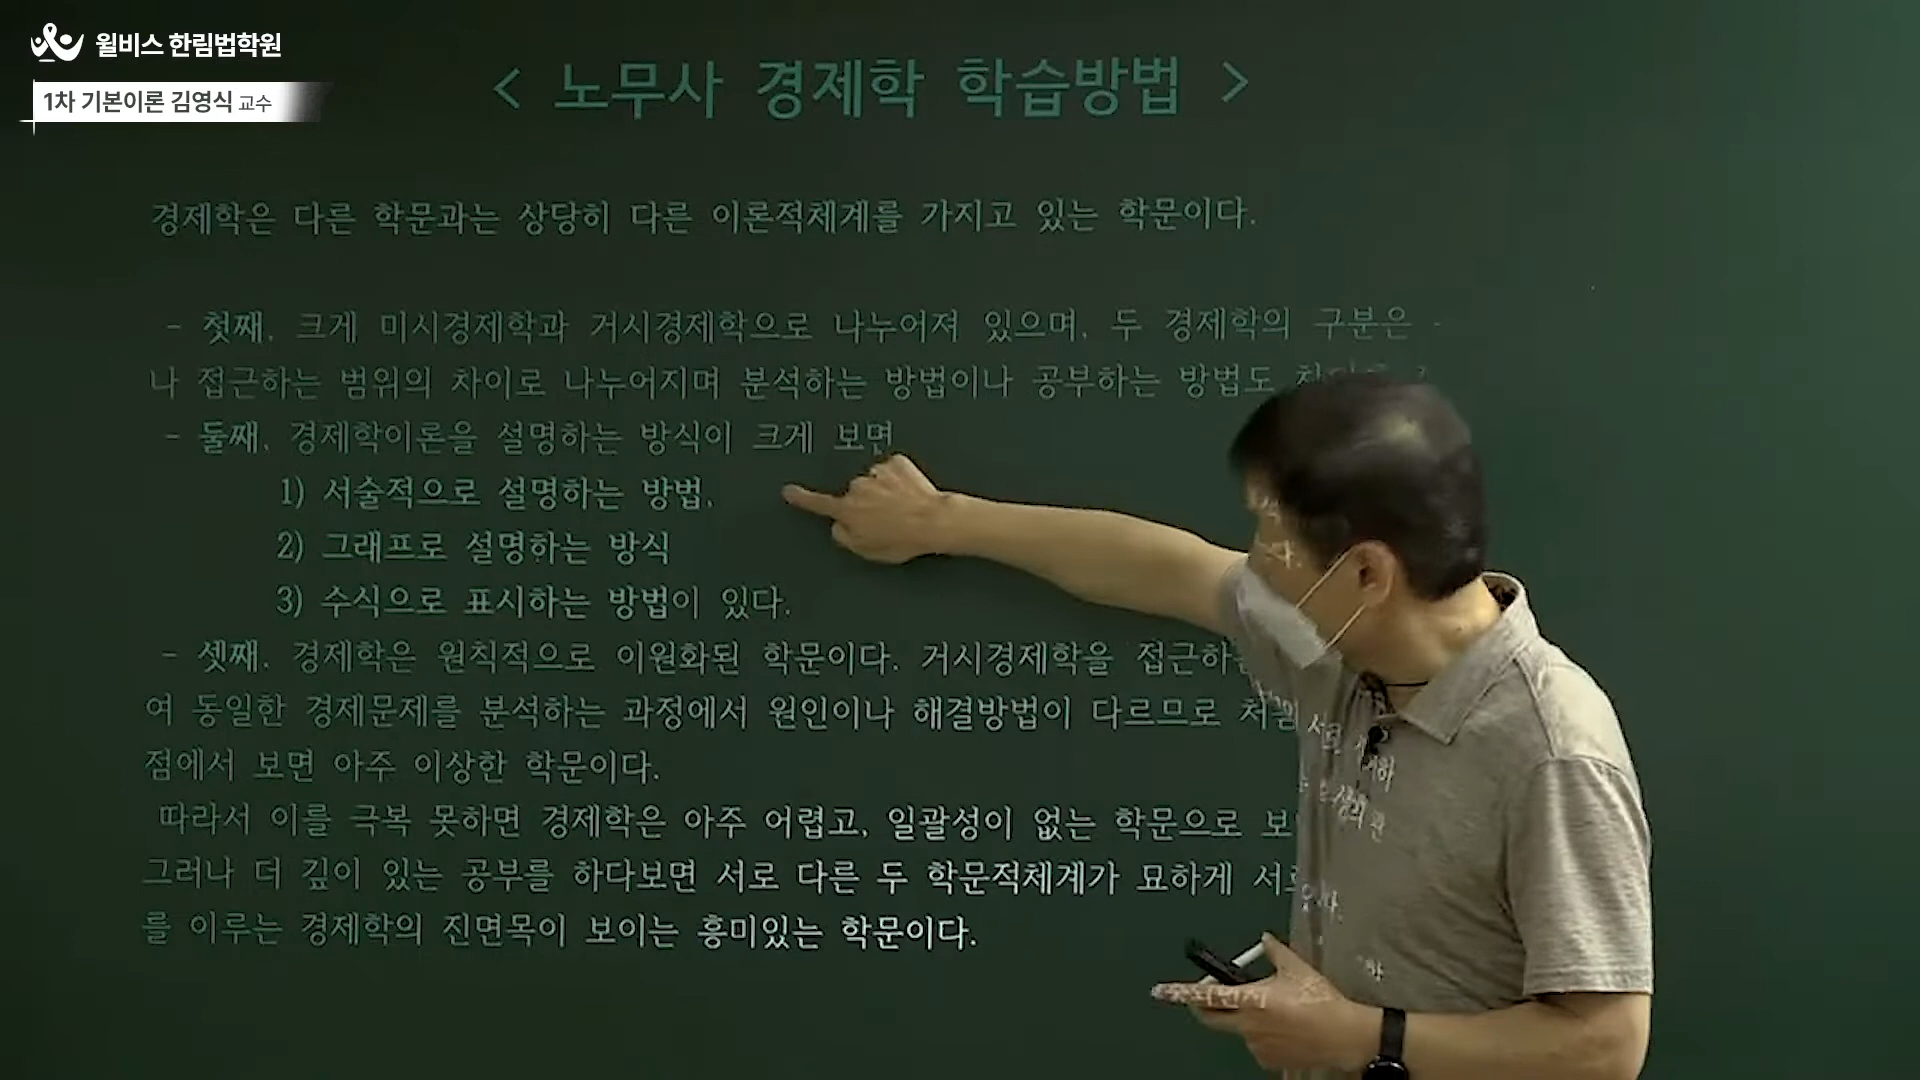 윌비스 한림법학원
1차 기본이론 김영식 교수
< 노무사 경제학 학습방법 >
경제학은 다른 학문과는 상당히 다른 이론적체계를 가지고 있는 학문이다.
- 첫째, 크게 미시경제학과 거시경제학으로 나누어져 있으며, 두 경제학의 구분은
나 접근하는 범위의 차이로 나누어지며 분석하는 방법이나 공부하는 방법도
- 둘째, 경제학이론을 설명하는 방식이 크게 보면
1) 서술적으로 설명하는 방법,
2) 그래프로 설명하는 방식
3) 수식으로 표시하는 방법이 있다.
- 셋째, 경제학은 원칙적으로 이원화된 학문이다. 거시경제학을
여 동일한 경제문제를 분석하는 과정에서 원인이나 해결방법이 다르므로
점에서 보면 아주 이상한 학문이다.
따라서 이를 극복 못하면 경제학은 아주 어렵고, 일괄성이 없는 학문으로
그러나 더 깊이 있는 공부를 하다보면 서로 다른 두 학문적체계가 묘하게
를 이루는 경제학의 진면목이 보이는 흥미있는 학문이다.